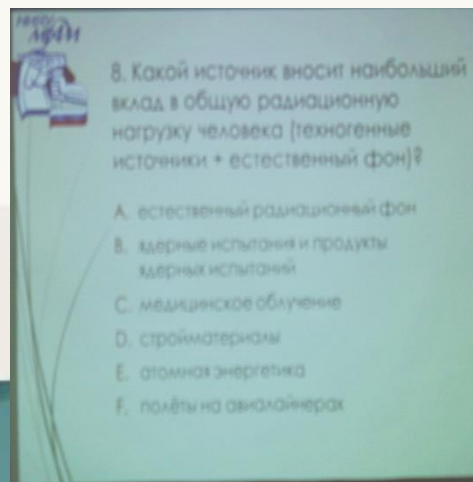 МИФИ
8. Какой источник вносит наибольший
вклад в общую радиационную
нагрузку человека (техногенные
источники + естественный фон)?
A. естественный радиационный фон
B. ядерные испытания и продукты
ядерных испытаний
C. медицинское облучение
D. стройматериалы
E. атомная энергетика
F. полёты на авиалайнерах